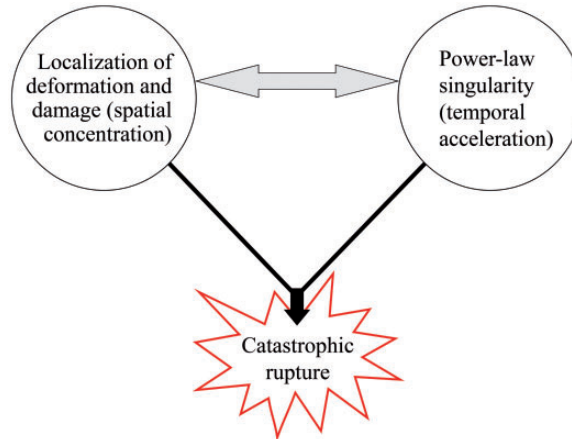 Localization of
deformation and
damage (spatial
concentration)
Power-law
singularity
(temporal
acceleration)
Catastrophic
rupture